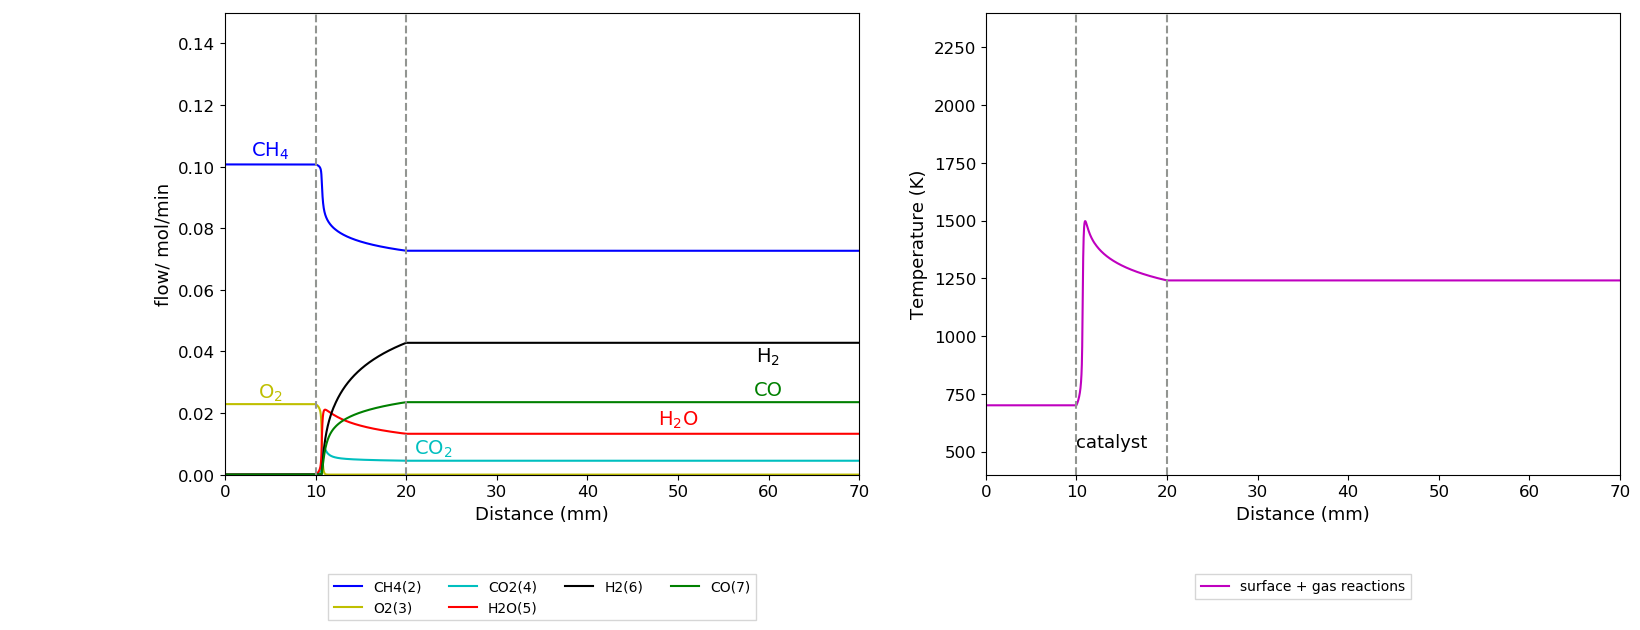 flow/ mol/min
0.14
0.12
0.10
0.08
0.06
0.04
0.02
0.00
CH₄
O₂
H₂
CO
H₂O
CO₂
0 10 20 30 40 50 60 70
Distance (mm)
CH4(2) CO2(4) H2(6) CO(7)
O2(3) H2O(5)
Temperature (K)
2250
2000
1750
1500
1250
1000
750
500
catalyst
0 10 20 30 40 50 60 70
Distance (mm)
surface + gas reactions